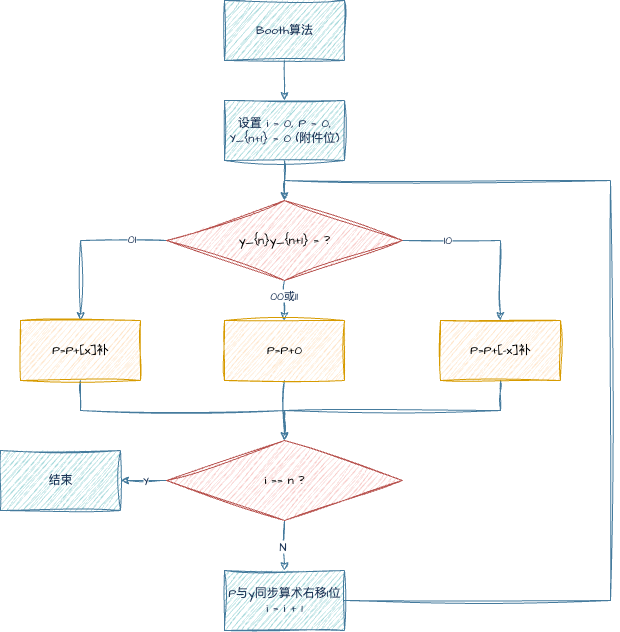 Booth算法
设置 i = 0, P = 0,
y_{n+1} = 0 (附件位)
y_{n}y_{n+1} = ?
01
10
00或11
P=P+[x]补
P=P+0
P=P+[-x]补
i == n ?
Y
结束
N
P与y同步算术右移1位
i = i + 1